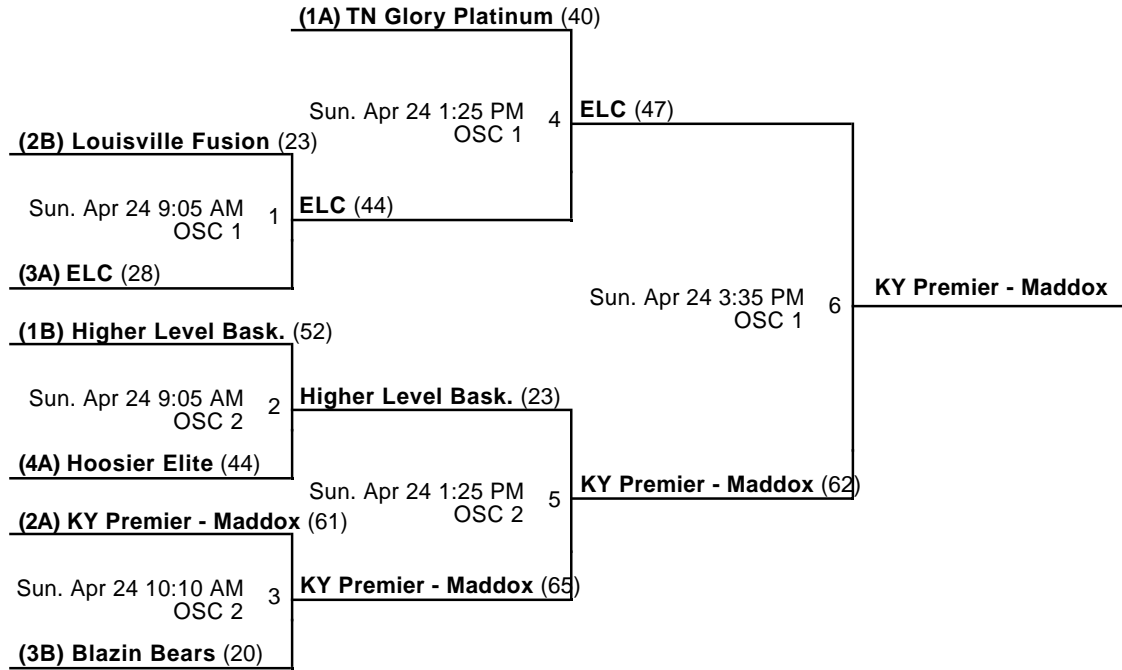 (1A) TN Glory Platinum (40)
Sun. Apr 24 1:25 PM 4
OSC 1
ELC (47)
(2B) Louisville Fusion (23)
Sun. Apr 24 9:05 AM 1
OSC 1
ELC (44)
(3A) ELC (28)
Sun. Apr 24 3:35 PM 6
OSC 1
KY Premier - Maddox
(1B) Higher Level Bask. (52)
Sun. Apr 24 9:05 AM 2
OSC 2
Higher Level Bask. (23)
(4A) Hoosier Elite (44)
Sun. Apr 24 1:25 PM 5
OSC 2
KY Premier - Maddox (62)
(2A) KY Premier - Maddox (61)
Sun. Apr 24 10:10 AM 3
OSC 2
KY Premier - Maddox (65)
(3B) Blazin Bears (20)